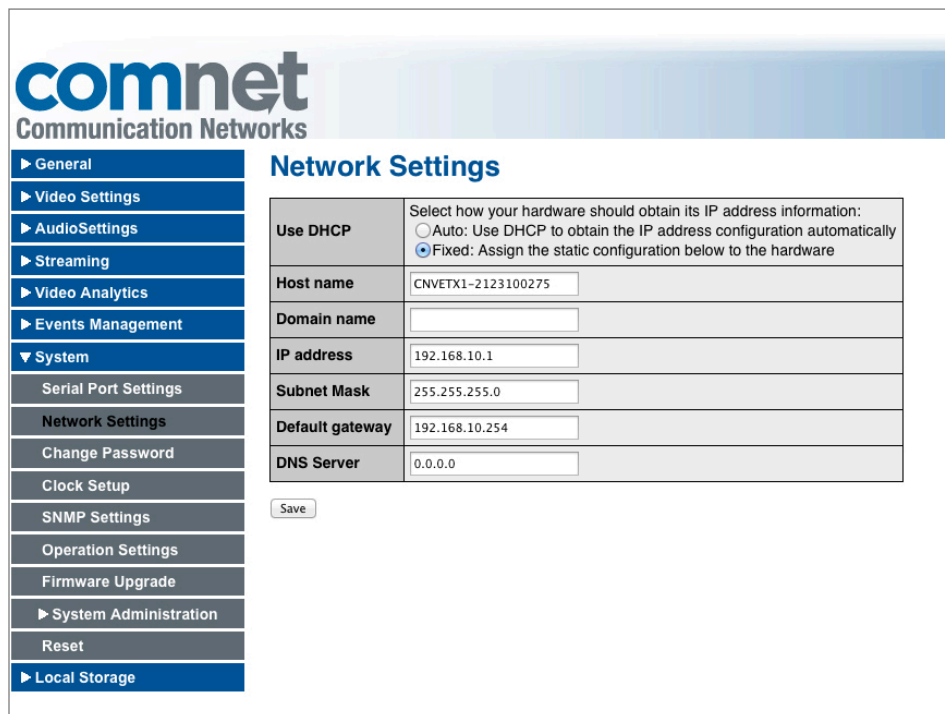 comnet
Communication Networks
General
Video Settings
AudioSettings
Streaming
Video Analytics
Events Management
System
Serial Port Settings
Network Settings
Change Password
Clock Setup
SNMP Settings
Operation Settings
Firmware Upgrade
System Administration
Reset
Local Storage
Network Settings
Use DHCP
Select how your hardware should obtain its IP address information:
Auto: Use DHCP to obtain the IP address configuration automatically
Fixed: Assign the static configuration below to the hardware
Host name CNVETX1-2123100275
Domain name
IP address 192.168.10.1
Subnet Mask 255.255.255.0
Default gateway 192.168.10.254
DNS Server 0.0.0.0
Save